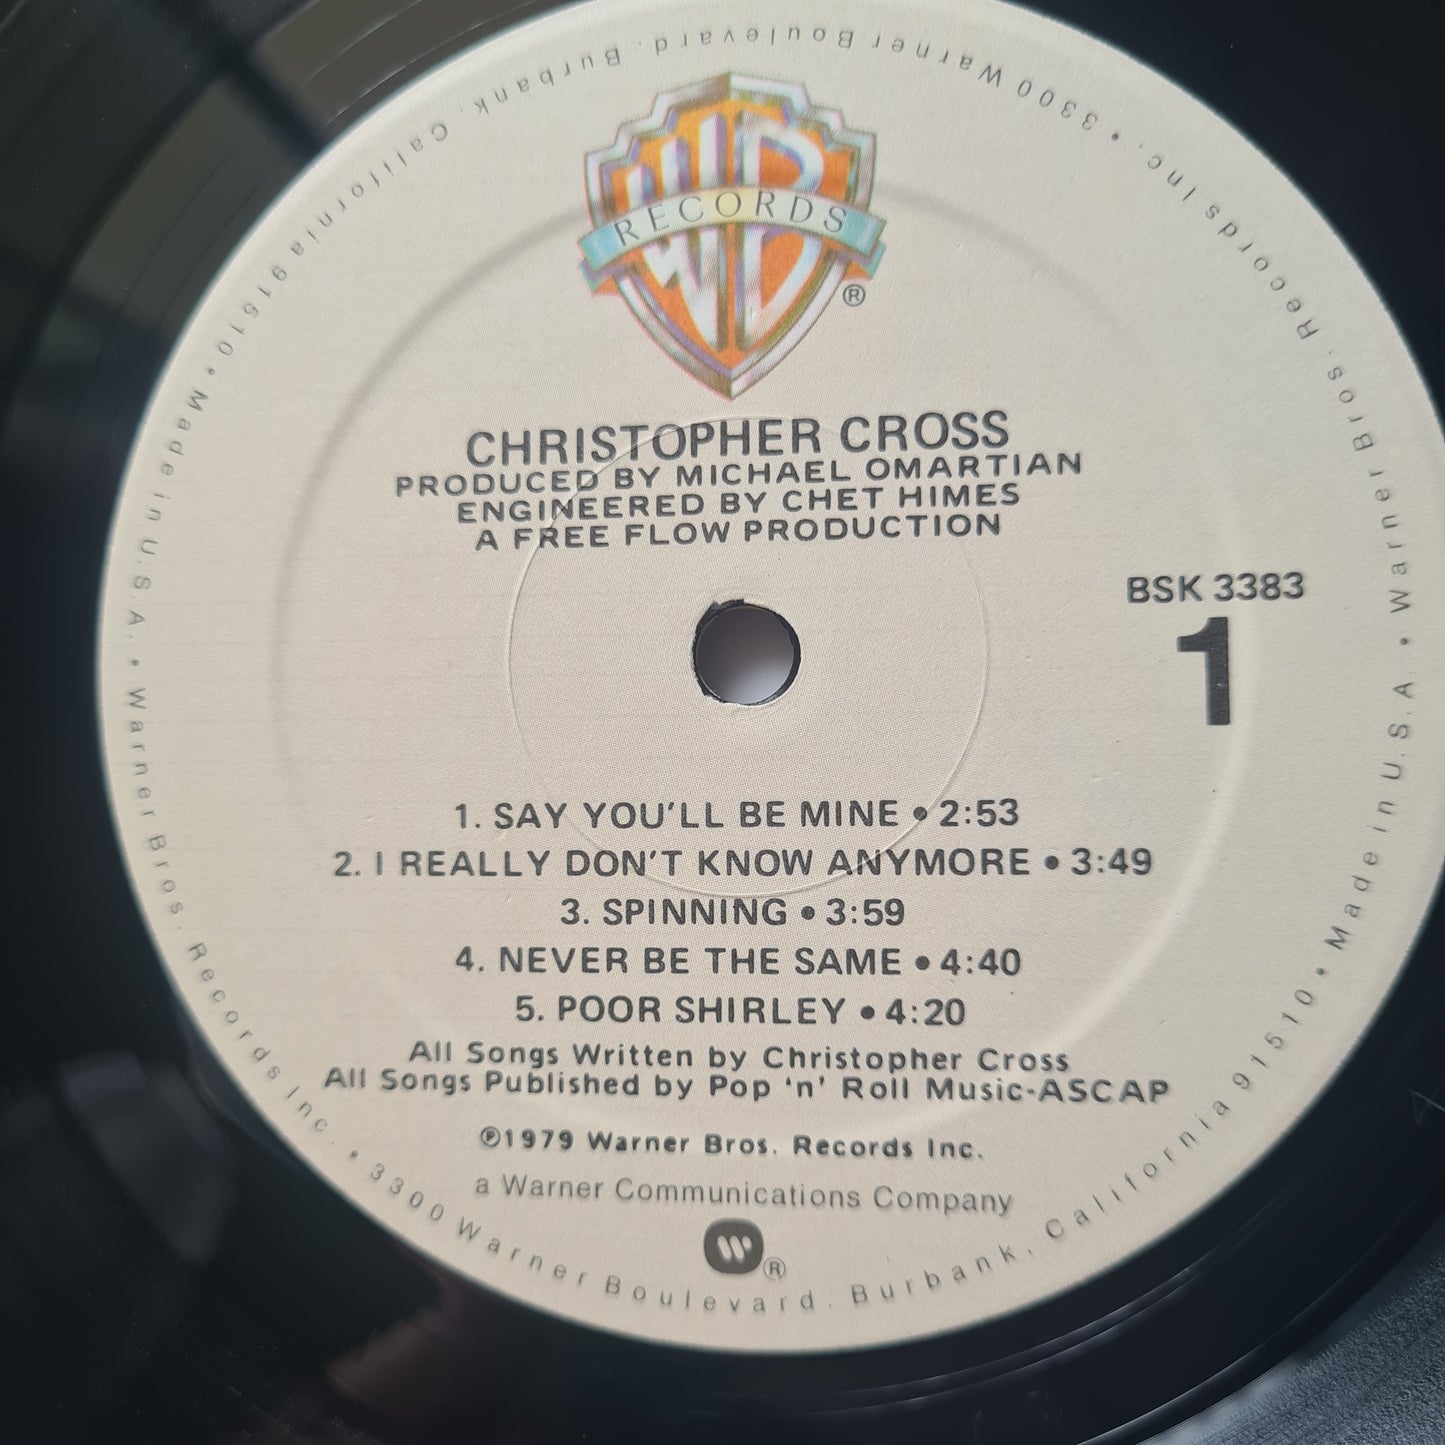 WB
RECORDS
®
CHRISTOPHER CROSS
PRODUCED BY MICHAEL OMARTIAN
ENGINEERED BY CHET HIMES
A FREE FLOW PRODUCTION
BSK 3383
1
1. SAY YOU'LL BE MINE • 2:53
2. I REALLY DON'T KNOW ANYMORE • 3:49
3. SPINNING • 3:59
4. NEVER BE THE SAME • 4:40
5. POOR SHIRLEY • 4:20
All Songs Written by Christopher Cross
All Songs Published by Pop 'n' Roll Music-ASCAP
℗1979 Warner Bros. Records Inc.
a Warner Communications Company
W®
Warner Bros. Records Inc. • 3300 Warner Boulevard. Burbank, California 91510 • Made in U.S.A. •
Warner Bros. Records Inc. • 3300 Warner Boulevard. Burbank. California 91510 • Made in U.S.A. •